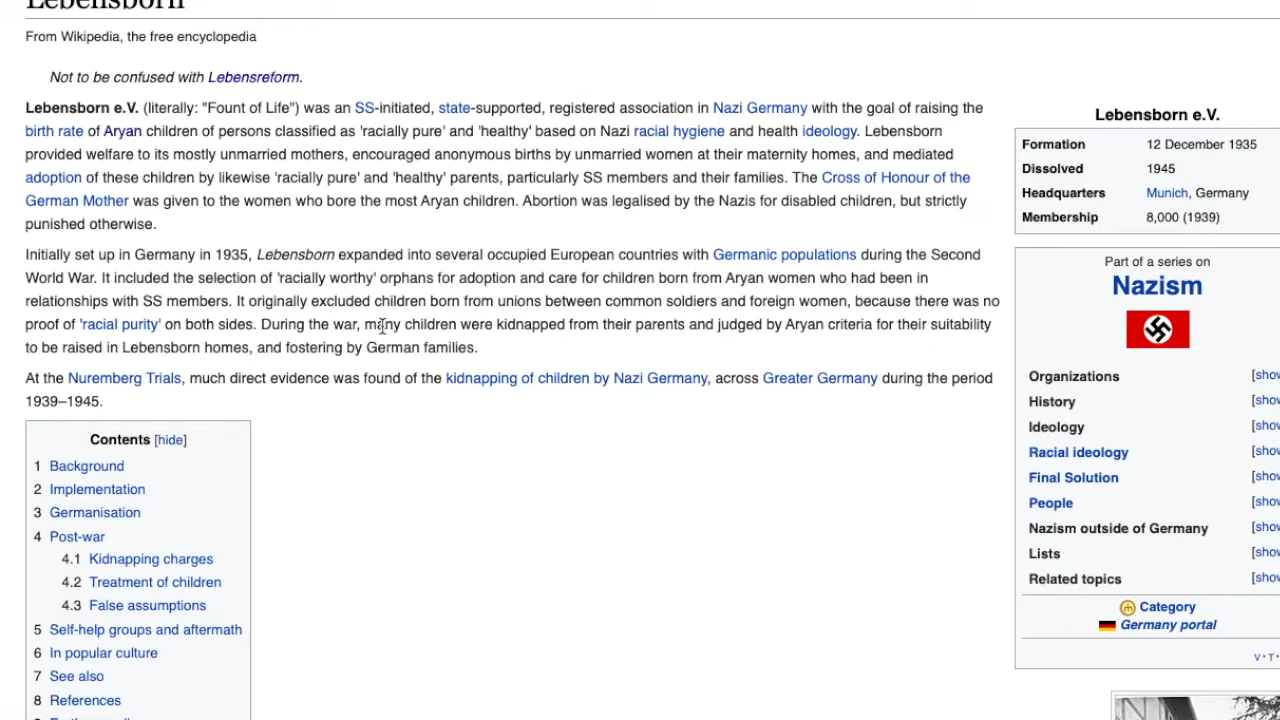 Lebensborn
From Wikipedia, the free encyclopedia
Not to be confused with Lebensreform.
Lebensborn e.V. (literally: "Fount of Life") was an SS-initiated, state-supported, registered association in Nazi Germany with the goal of raising the
birth rate of Aryan children of persons classified as 'racially pure' and 'healthy' based on Nazi racial hygiene and health ideology. Lebensborn
provided welfare to its mostly unmarried mothers, encouraged anonymous births by unmarried women at their maternity homes, and mediated
adoption of these children by likewise 'racially pure' and 'healthy' parents, particularly SS members and their families. The Cross of Honour of the
German Mother was given to the women who bore the most Aryan children. Abortion was legalised by the Nazis for disabled children, but strictly
punished otherwise.
Initially set up in Germany in 1935, Lebensborn expanded into several occupied European countries with Germanic populations during the Second
World War. It included the selection of 'racially worthy' orphans for adoption and care for children born from Aryan women who had been in
relationships with SS members. It originally excluded children born from unions between common soldiers and foreign women, because there was no
proof of 'racial purity' on both sides. During the war, many children were kidnapped from their parents and judged by Aryan criteria for their suitability
to be raised in Lebensborn homes, and fostering by German families.
At the Nuremberg Trials, much direct evidence was found of the kidnapping of children by Nazi Germany, across Greater Germany during the period
1939–1945.
Contents [hide]
1 Background
2 Implementation
3 Germanisation
4 Post-war
4.1 Kidnapping charges
4.2 Treatment of children
4.3 False assumptions
5 Self-help groups and aftermath
6 In popular culture
7 See also
8 References
Lebensborn e.V.
Formation 12 December 1935
Dissolved 1945
Headquarters Munich, Germany
Membership 8,000 (1939)
Part of a series on
Nazism
Organizations [show
History [show
Ideology [show
Racial ideology [show
Final Solution [show
People [show
Nazism outside of Germany [show
Lists [show
Related topics [show
Category
Germany portal
V · T ·